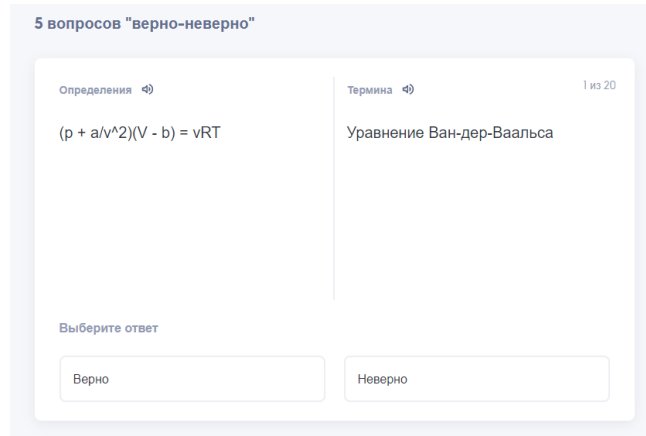 5 вопросов "верно-неверно"
Определения
Термина
1 из 20
(p + a/v^2)(V - b) = vRT
Уравнение Ван-дер-Ваальса
Выберите ответ
Верно
Неверно